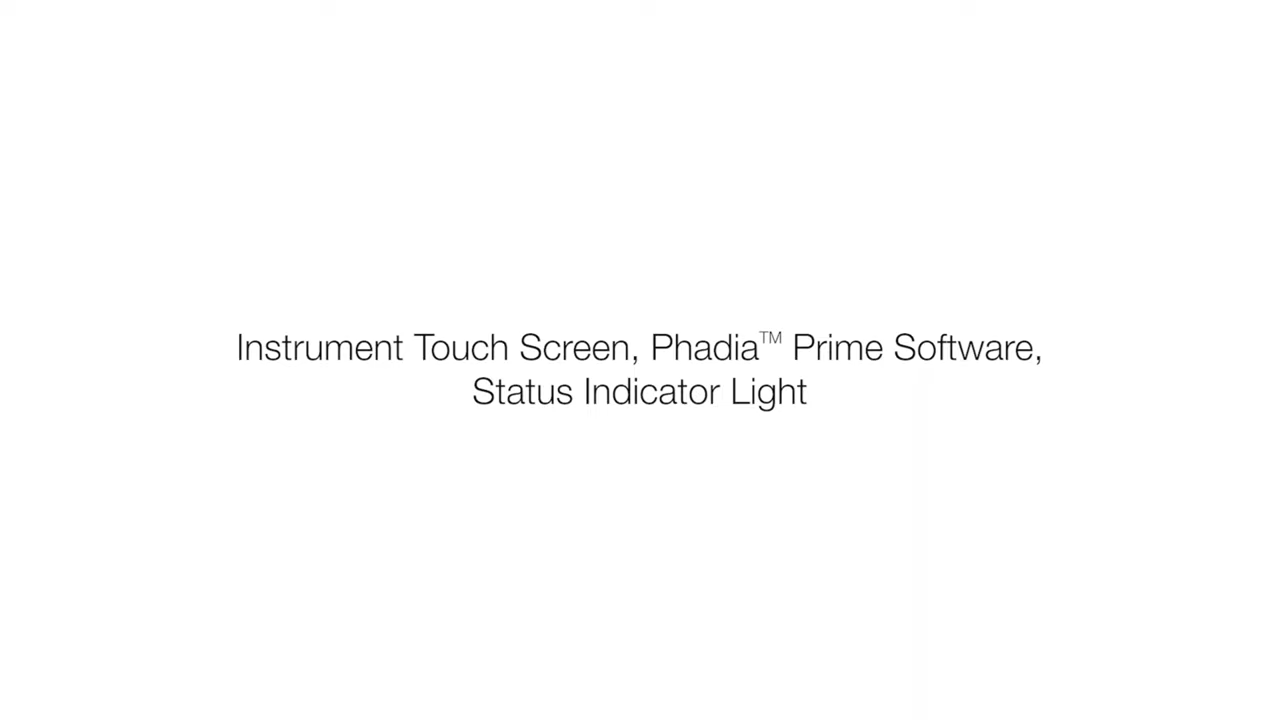 Instrument Touch Screen, Phadia™ Prime Software,
Status Indicator Light